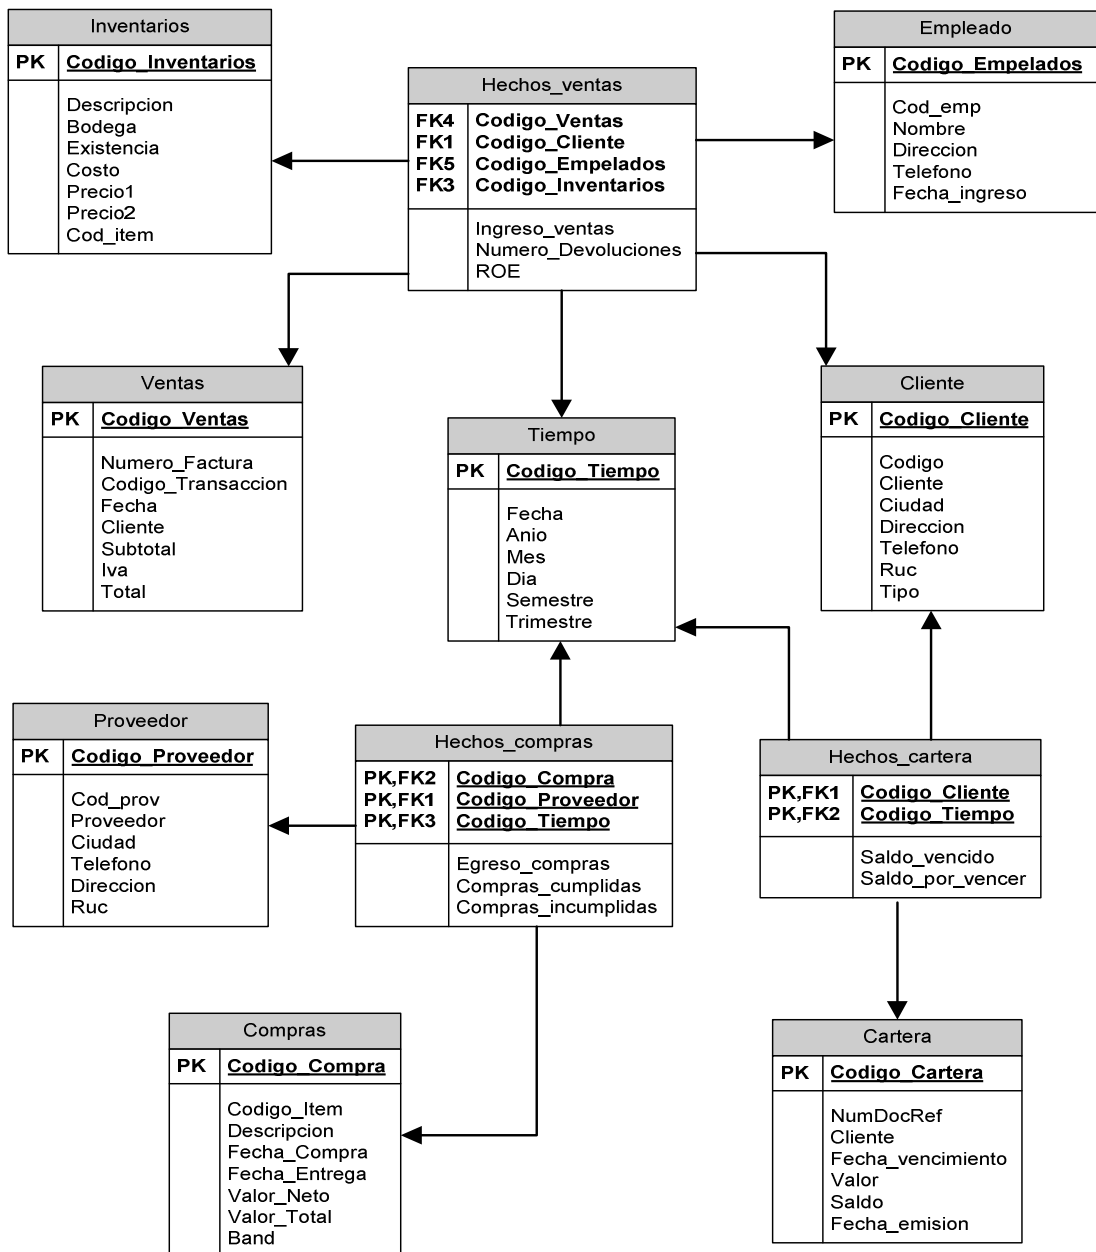 Inventarios
PK Codigo_Inventarios
Descripcion
Bodega
Existencia
Costo
Precio1
Precio2
Cod_item
Hechos_ventas
FK4 Codigo_Ventas
FK1 Codigo_Cliente
FK5 Codigo_Empelados
FK3 Codigo_Inventarios
Ingreso_ventas
Numero_Devoluciones
ROE
Empleado
PK Codigo_Empelados
Cod_emp
Nombre
Direccion
Telefono
Fecha_ingreso
Ventas
PK Codigo_Ventas
Numero_Factura
Codigo_Transaccion
Fecha
Cliente
Subtotal
Iva
Total
Tiempo
PK Codigo_Tiempo
Fecha
Anio
Mes
Dia
Semestre
Trimestre
Cliente
PK Codigo_Cliente
Codigo
Cliente
Ciudad
Direccion
Telefono
Ruc
Tipo
Proveedor
PK Codigo_Proveedor
Cod_prov
Proveedor
Ciudad
Telefono
Direccion
Ruc
Hechos_compras
PK,FK2 Codigo_Compra
PK,FK1 Codigo_Proveedor
PK,FK3 Codigo_Tiempo
Egreso_compras
Compras_cumplidas
Compras_incumplidas
Hechos_cartera
PK,FK1 Codigo_Cliente
PK,FK2 Codigo_Tiempo
Saldo_vencido
Saldo_por_vencer
Compras
PK Codigo_Compra
Codigo_Item
Descripcion
Fecha_Compra
Fecha_Entrega
Valor_Neto
Valor_Total
Band
Cartera
PK Codigo_Cartera
NumDocRef
Cliente
Fecha_vencimiento
Valor
Saldo
Fecha_emision